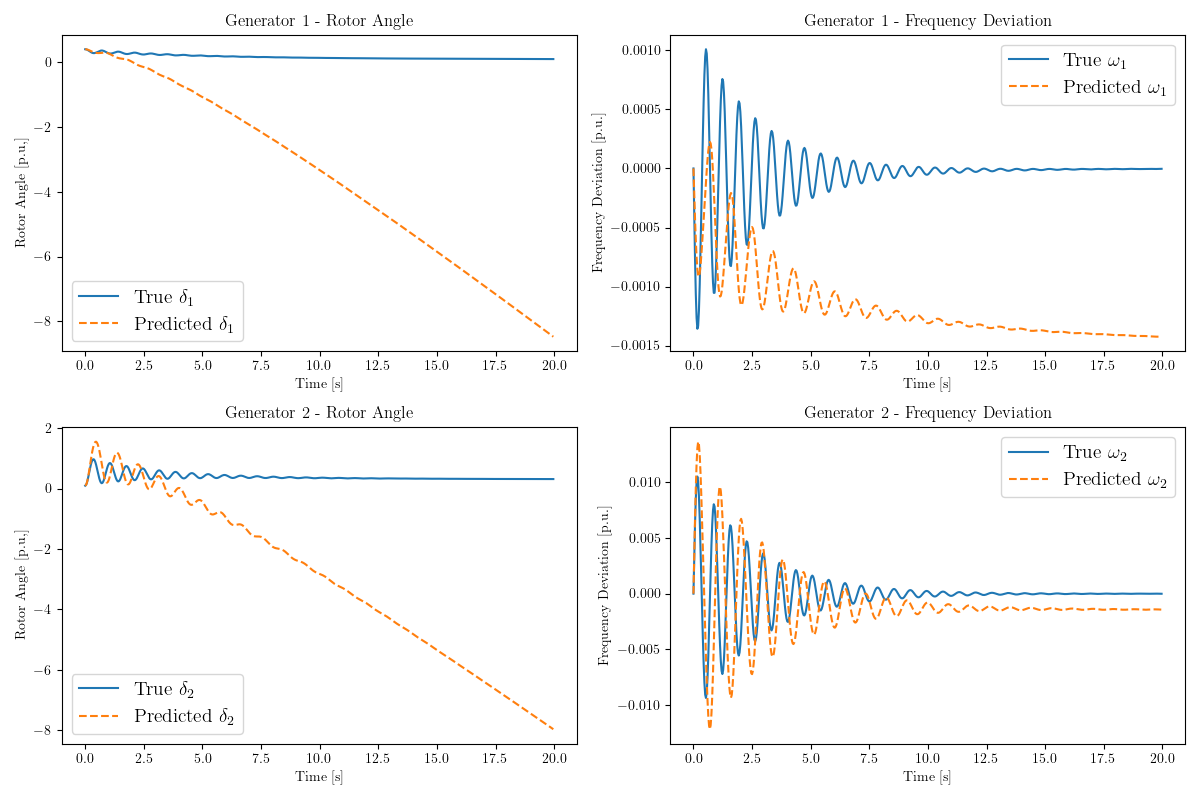 Generator 1 - Rotor Angle
Rotor Angle [p.u.]
0
−2
−4
−6
−8
True δ1
Predicted δ1
0.0 2.5 5.0 7.5 10.0 12.5 15.0 17.5 20.0
Time [s]
Generator 1 - Frequency Deviation
Frequency Deviation [p.u.]
0.0010
0.0005
0.0000
−0.0005
−0.0010
−0.0015
True ω1
Predicted ω1
0.0 2.5 5.0 7.5 10.0 12.5 15.0 17.5 20.0
Time [s]
Generator 2 - Rotor Angle
Rotor Angle [p.u.]
2
0
−2
−4
−6
−8
True δ2
Predicted δ2
0.0 2.5 5.0 7.5 10.0 12.5 15.0 17.5 20.0
Time [s]
Generator 2 - Frequency Deviation
Frequency Deviation [p.u.]
0.010
0.005
0.000
−0.005
−0.010
True ω2
Predicted ω2
0.0 2.5 5.0 7.5 10.0 12.5 15.0 17.5 20.0
Time [s]